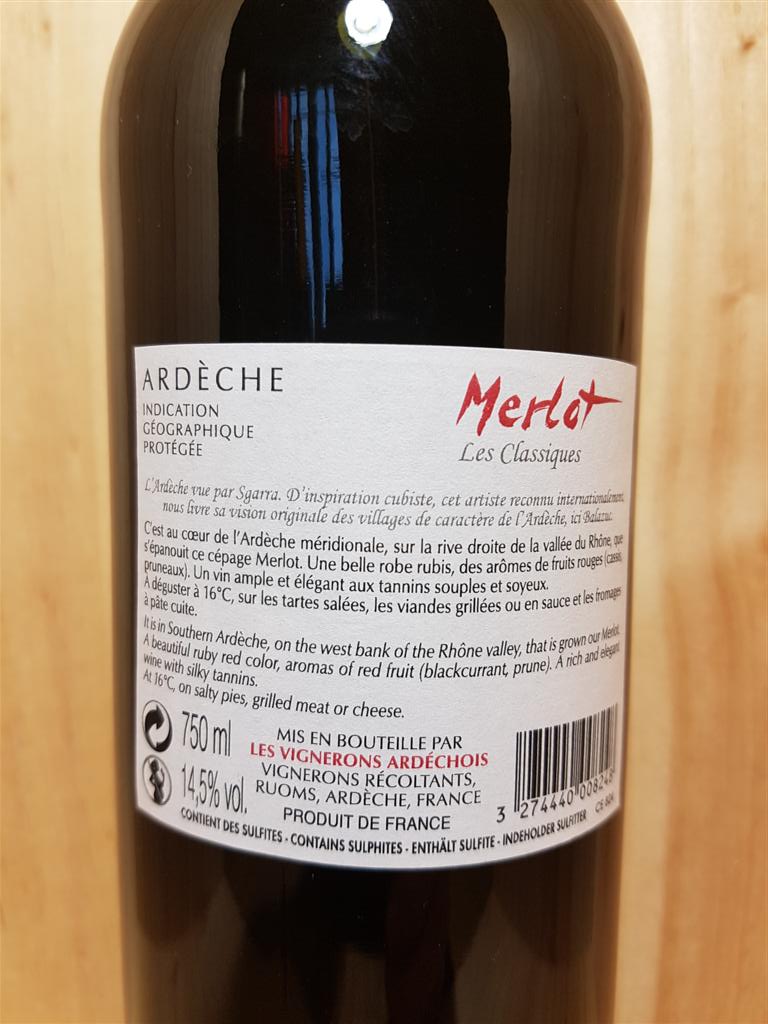 ARDÈCHE
INDICATION
GÉOGRAPHIQUE
PROTÉGÉE
Merlot
Les Classiques
L'Ardèche vue par Sgarra. D'inspiration cubiste, cet artiste reconnu internationalement,
nous livre sa vision originale des villages de caractère de l'Ardèche, ici Balazuc.
C'est au cœur de l'Ardèche méridionale, sur la rive droite de la vallée du Rhône, que
s'épanouit ce cépage Merlot. Une belle robe rubis, des arômes de fruits rouges (cassis,
pruneaux). Un vin ample et élégant aux tannins souples et soyeux.
A déguster à 16°C, sur les tartes salées, les viandes grillées ou en sauce et les fromages
à pâte cuite.
It is in Southern Ardèche, on the west bank of the Rhône valley, that is grown our Merlot.
A beautiful ruby red color, aromas of red fruit (blackcurrant, prune). A rich and elegant
wine with silky tannins.
At 16°C, on salty pies, grilled meat or cheese.
750 ml
14,5% vol.
MIS EN BOUTEILLE PAR
LES VIGNERONS ARDÉCHOIS
VIGNERONS RÉCOLTANTS,
RUOMS, ARDÈCHE, FRANCE
PRODUIT DE FRANCE
3 274440 008248
CONTIENT DES SULFITES - CONTAINS SULPHITES - ENTHÄLT SULFITE - INDEHOLDER SULFITTER